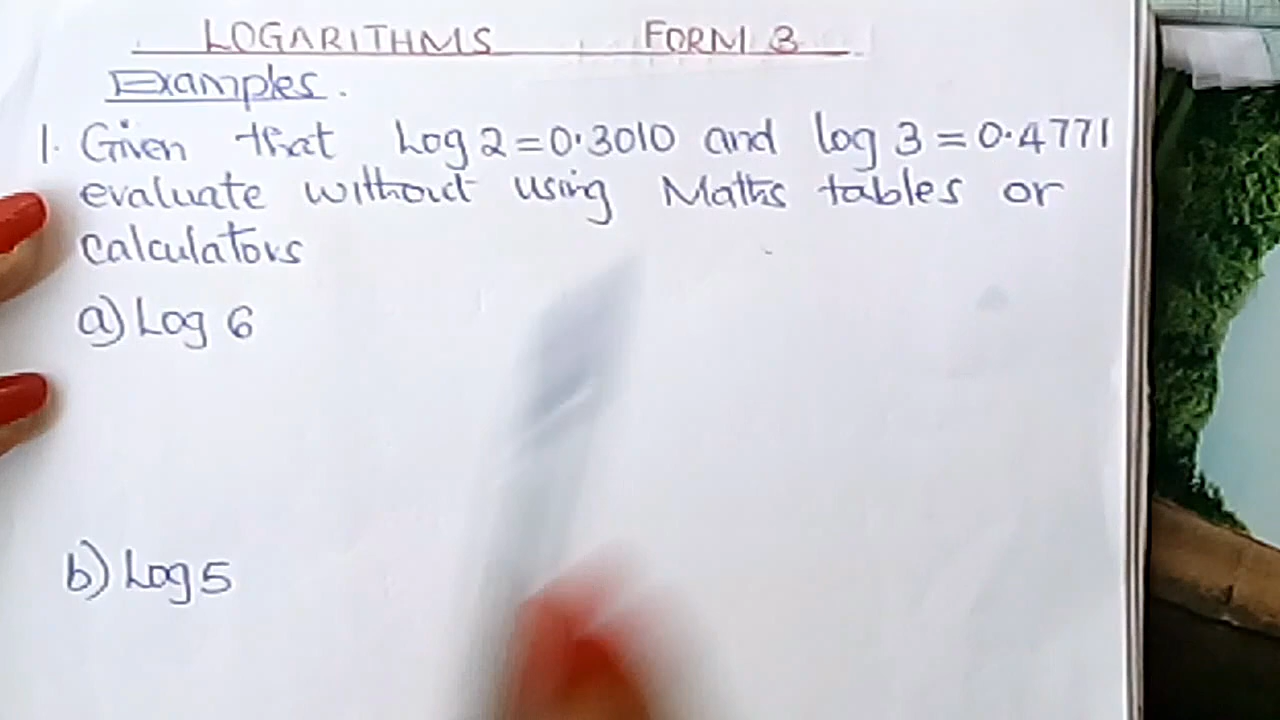 LOGARITHMS FORM 3
Examples.
1. Given that Log 2 = 0.3010 and log 3 = 0.4771
evaluate without using Maths tables or
calculators
a) Log 6
b) Log 5